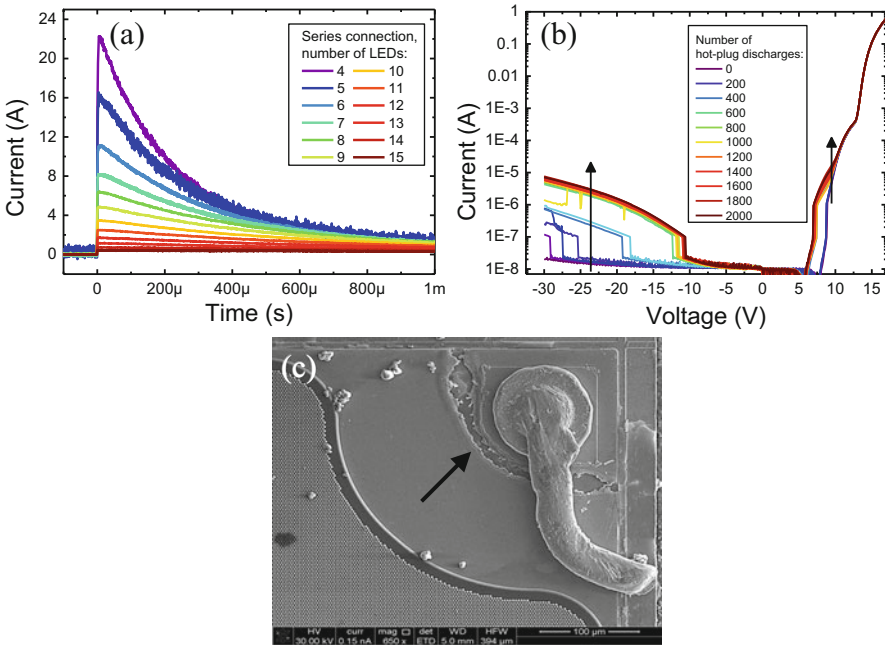 (a)
Series connection,
number of LEDs:
4 10
5 11
6 12
7 13
8 14
9 15
24
20
16
12
8
4
0
Current (A)
0 200µ 400µ 600µ 800µ 1m
Time (s)
(b)
Number of
hot-plug discharges:
0
200
400
600
800
1000
1200
1400
1600
1800
2000
1
0.1
0.01
1E-3
1E-4
1E-5
1E-6
1E-7
1E-8
Current (A)
-30 -25 -20 -15 -10 -5 0 5 10 15
Voltage (V)
(c)
HV curr mag det WD HFW
30.00 kV 0.15 nA 650 x ETD 5.0 mm 394 µm 100 µm